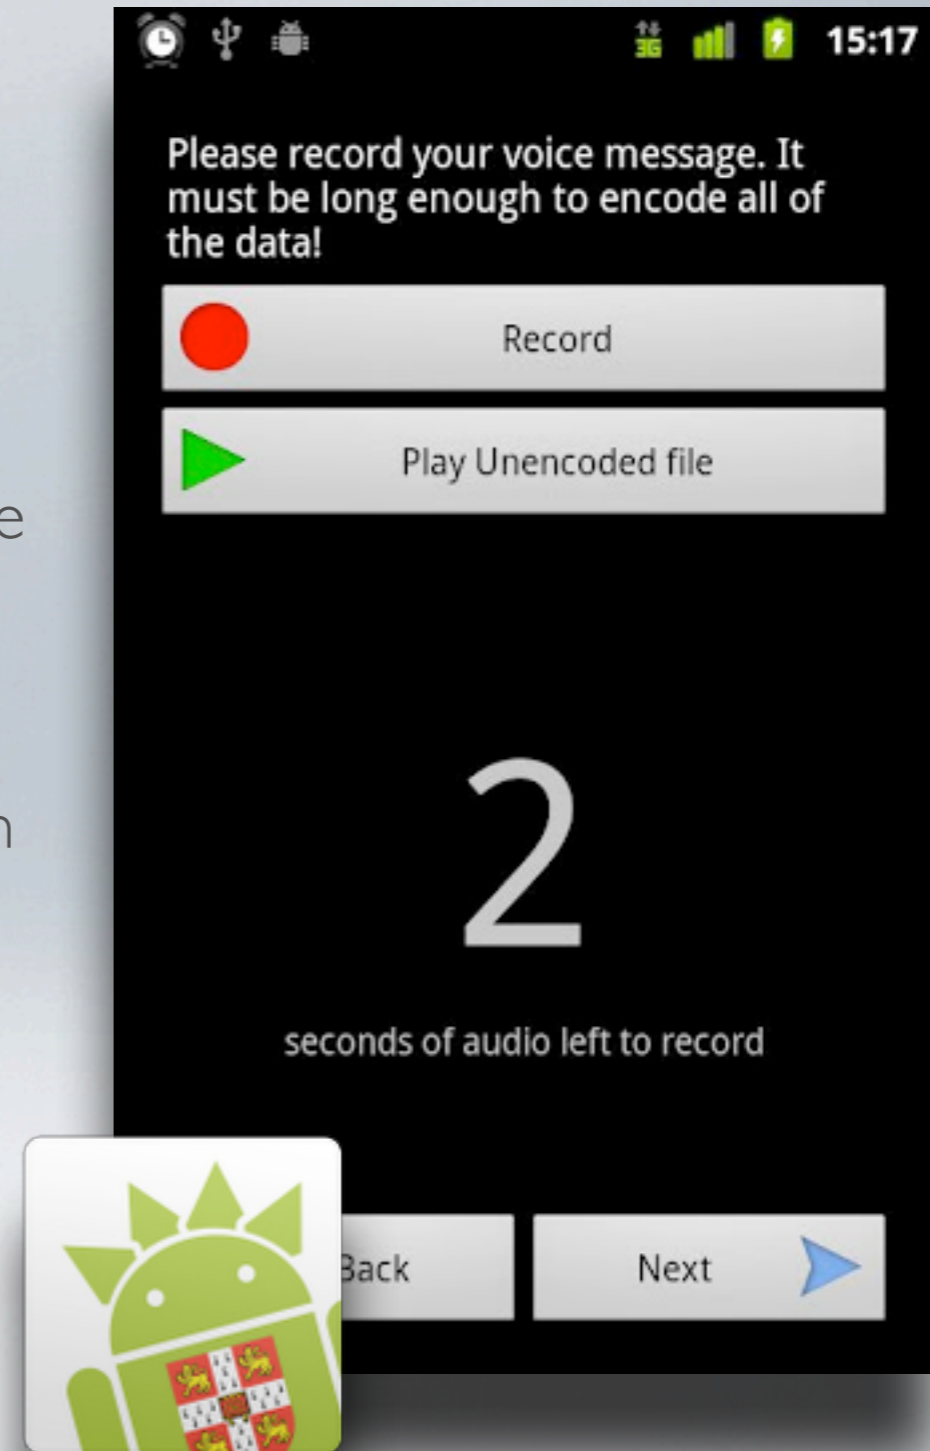 3G 15:17
Please record your voice message. It
must be long enough to encode all of
the data!
Record
Play Unencoded file
e
n
2
seconds of audio left to record
Back Next